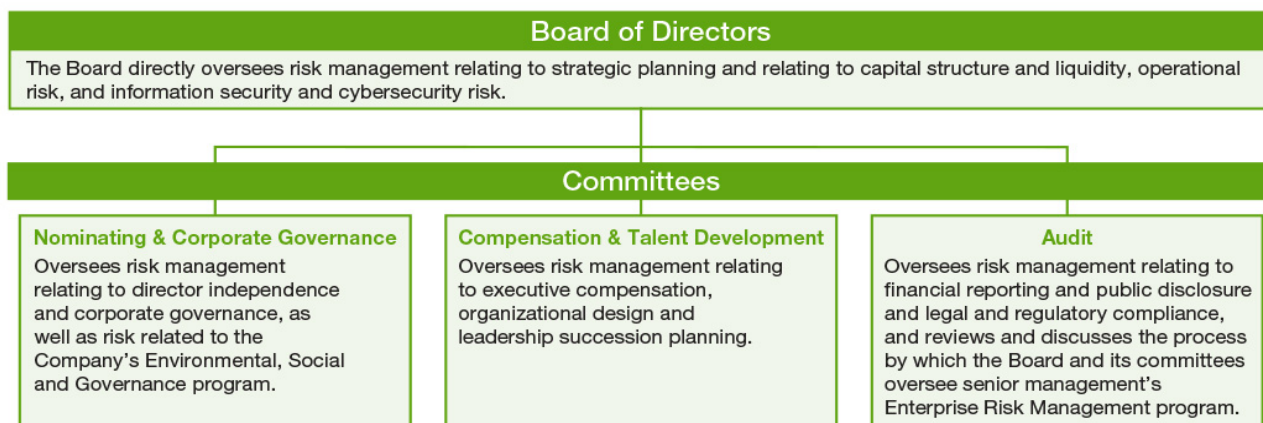 Board of Directors
The Board directly oversees risk management relating to strategic planning and relating to capital structure and liquidity, operational
risk, and information security and cybersecurity risk.
Committees
Nominating & Corporate Governance
Oversees risk management
relating to director independence
and corporate governance, as
well as risk related to the
Company’s Environmental, Social
and Governance program.
Compensation & Talent Development
Oversees risk management relating
to executive compensation,
organizational design and
leadership succession planning.
Audit
Oversees risk management relating to
financial reporting and public disclosure
and legal and regulatory compliance,
and reviews and discusses the process
by which the Board and its committees
oversee senior management’s
Enterprise Risk Management program.